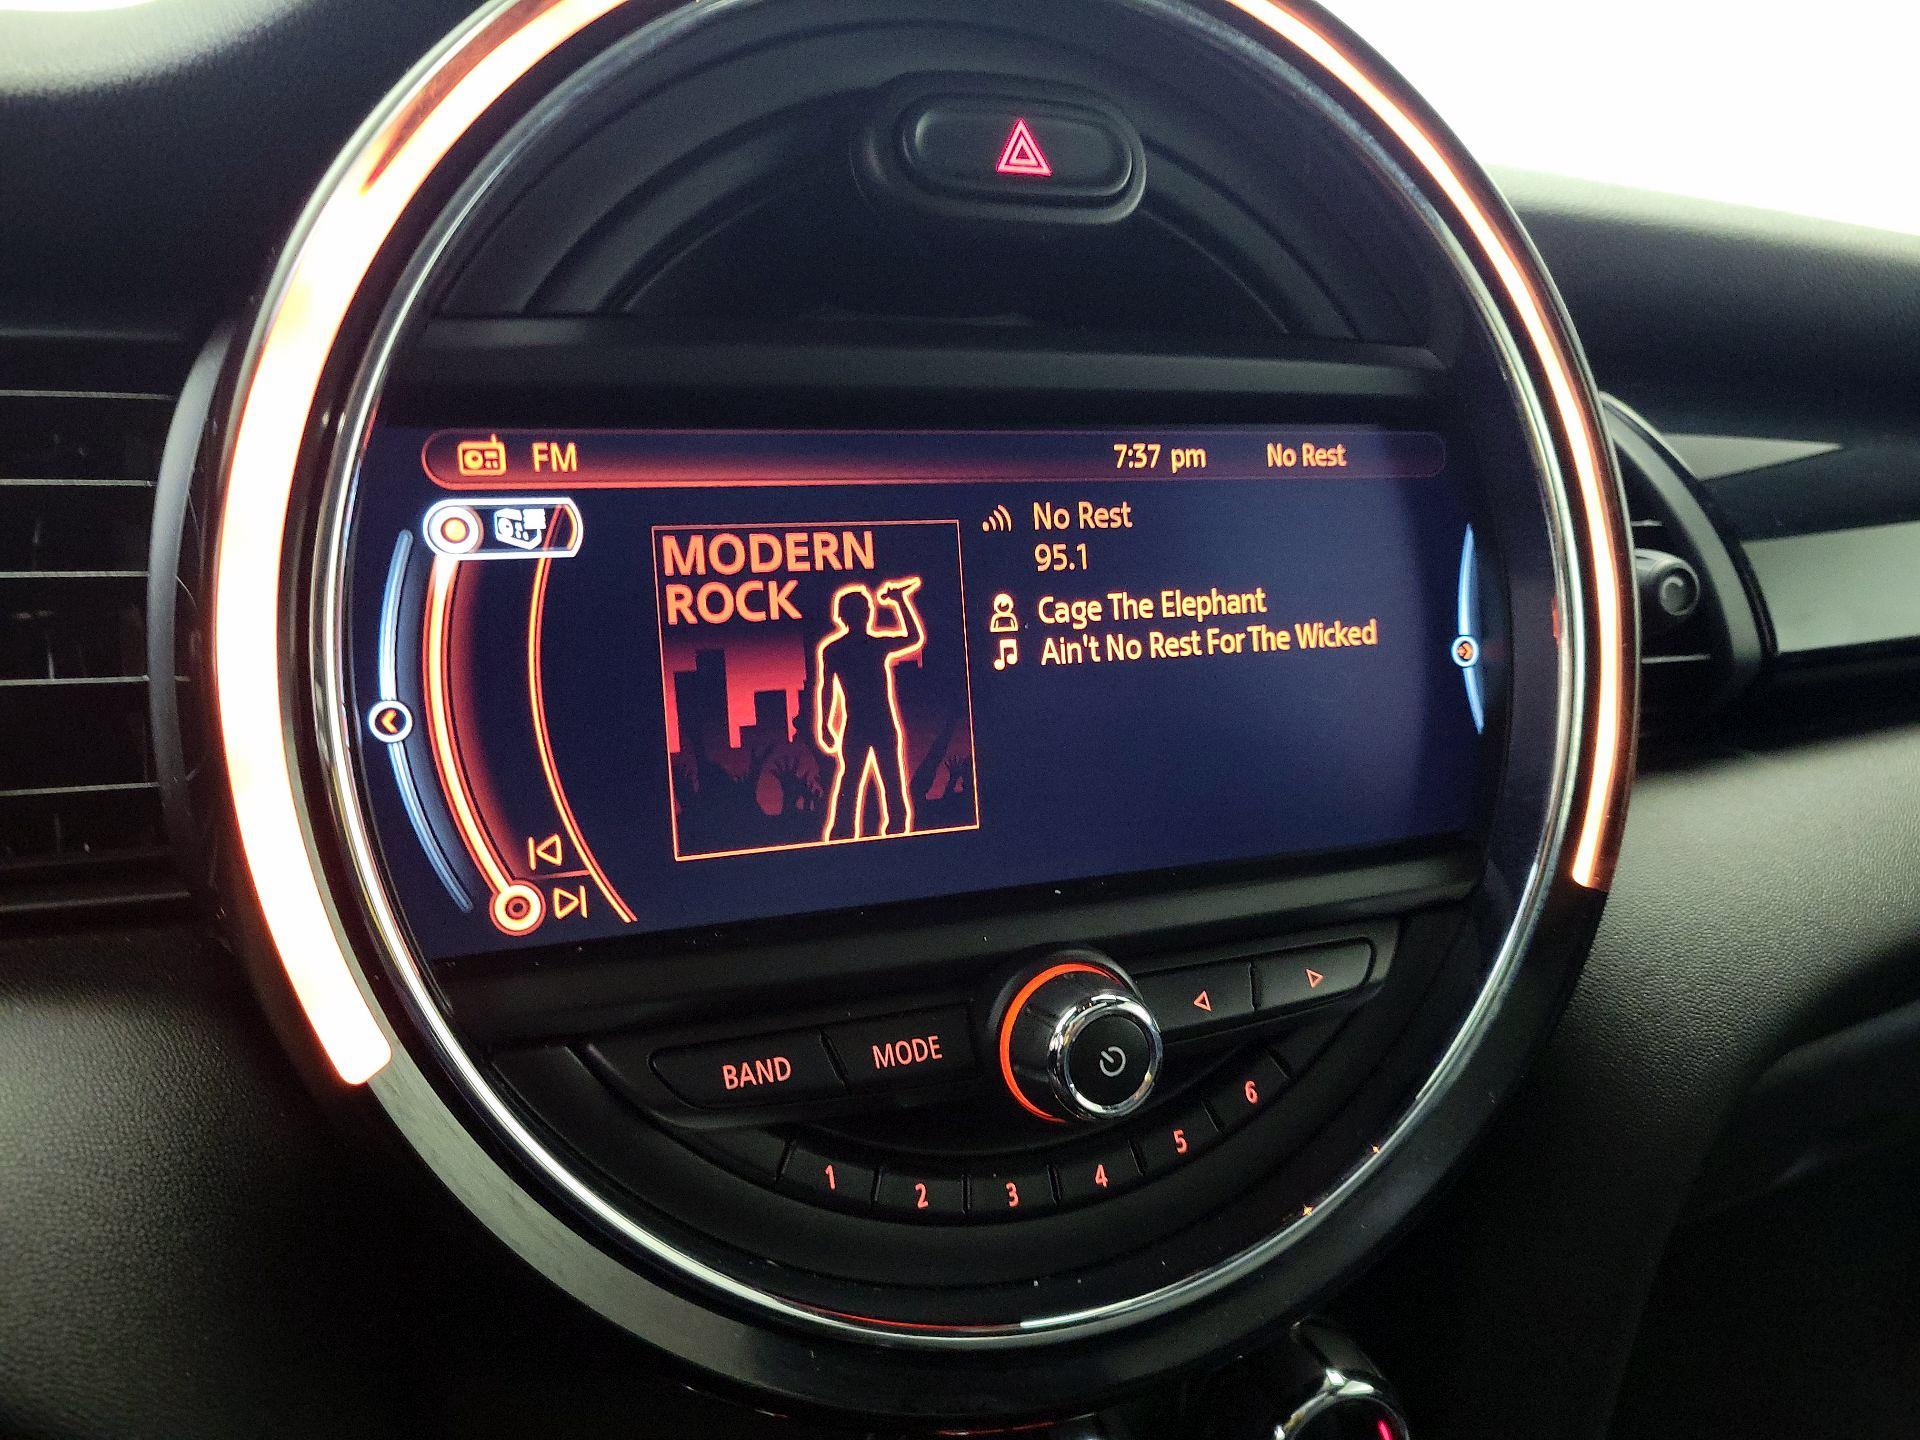 FM 7:37 pm No Rest
MODERN
ROCK
No Rest
95.1
Cage The Elephant
Ain't No Rest For The Wicked
BAND MODE
1 2 3 4 5 6